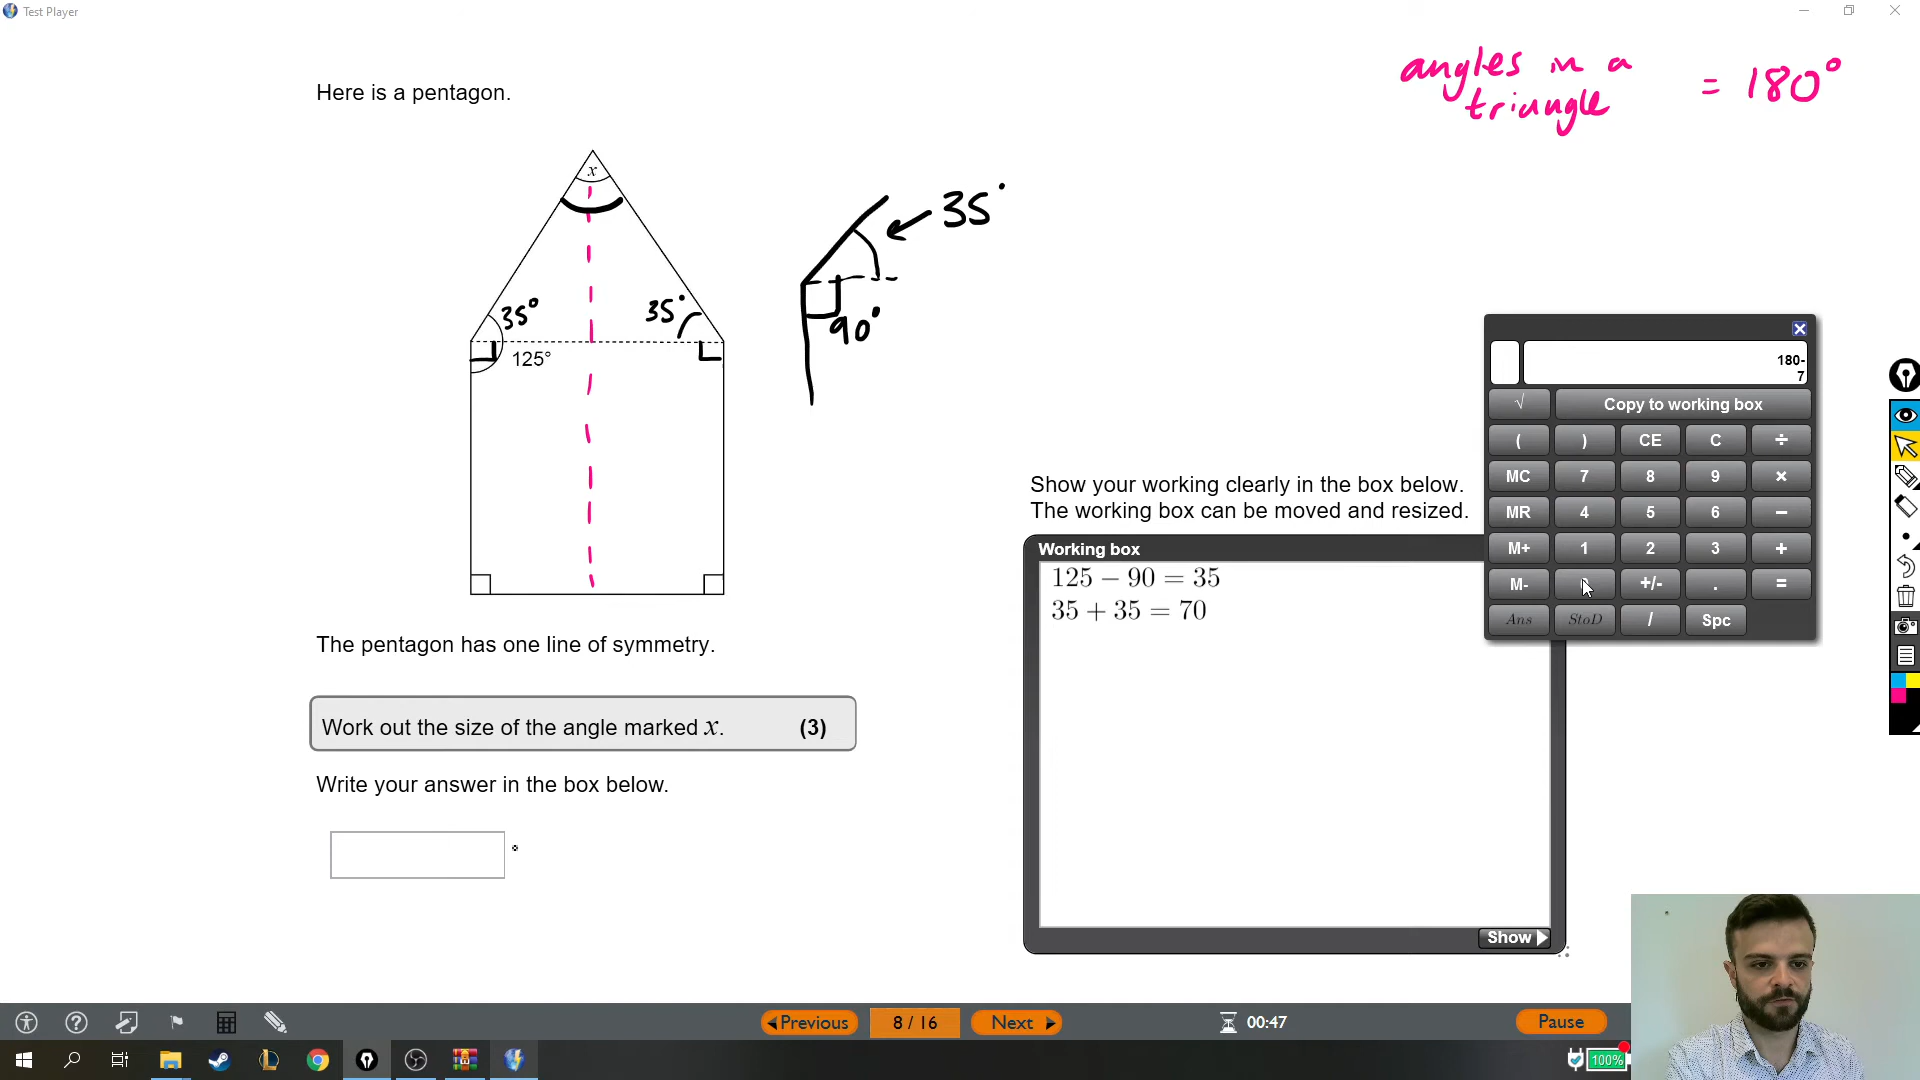 Test Player
angles in a
triangle
= 180°
Here is a pentagon.
x
35°
35°
125°
35°
90°
180-
7
√ Copy to working box
( ) CE C ÷
MC 7 8 9 ×
MR 4 5 6 −
M+ 1 2 3 +
M- +/- . =
Ans StoD / Spc
Show your working clearly in the box below.
The working box can be moved and resized.
Working box
125 − 90 = 35
35 + 35 = 70
Show
The pentagon has one line of symmetry.
Work out the size of the angle marked x. (3)
Write your answer in the box below.
°
Previous 8 / 16 Next 00:47 Pause
100%